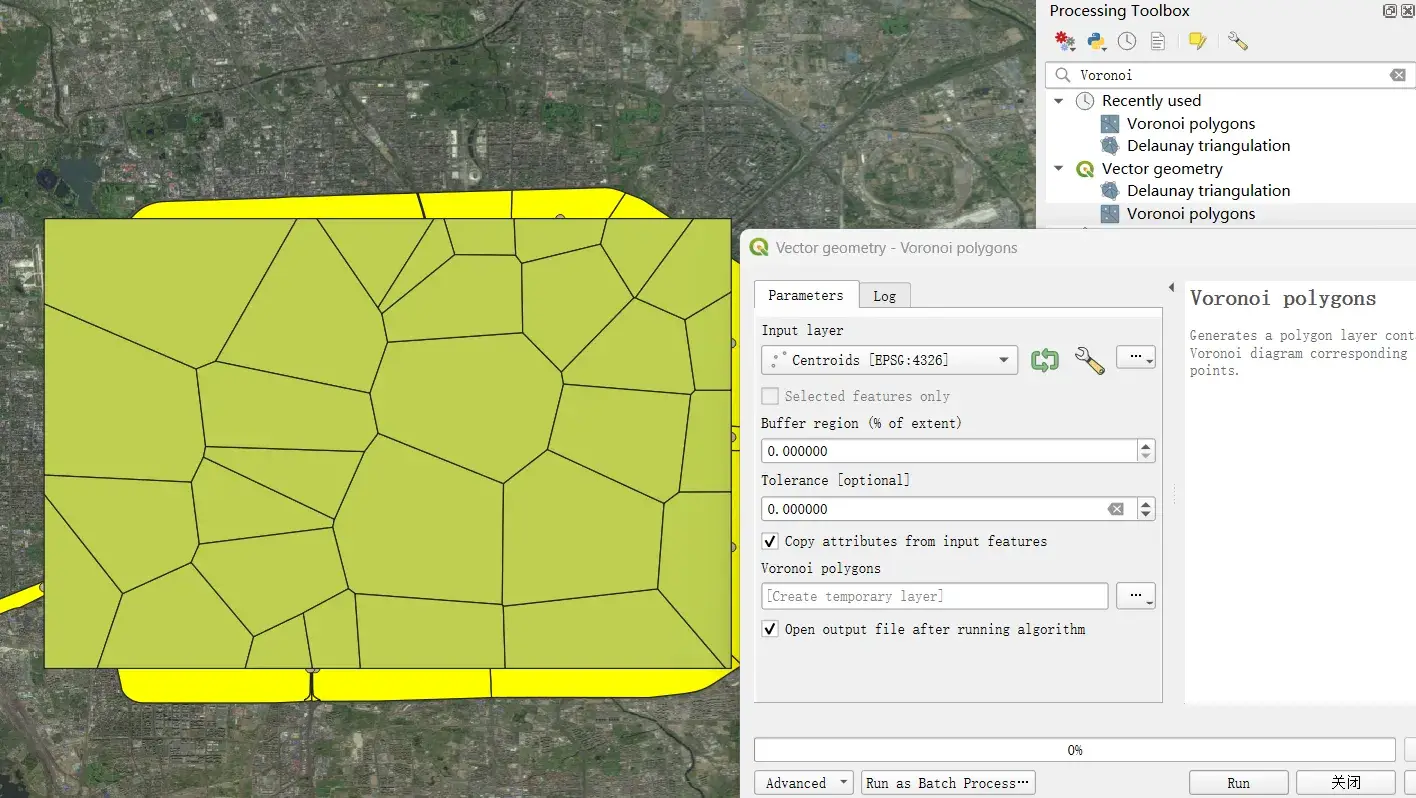 Processing Toolbox
Voronoi
Recently used
Voronoi polygons
Delaunay triangulation
Vector geometry
Delaunay triangulation
Voronoi polygons
Vector geometry - Voronoi polygons
Parameters
Log
Input layer
Centroids [EPSG:4326]
...
Selected features only
Buffer region (% of extent)
0.000000
Tolerance [optional]
0.000000
Copy attributes from input features
Voronoi polygons
[Create temporary layer]
...
Open output file after running algorithm
Voronoi polygons
Generates a polygon layer cont
Voronoi diagram corresponding
points.
0%
Advanced
Run as Batch Process…
Run
关闭